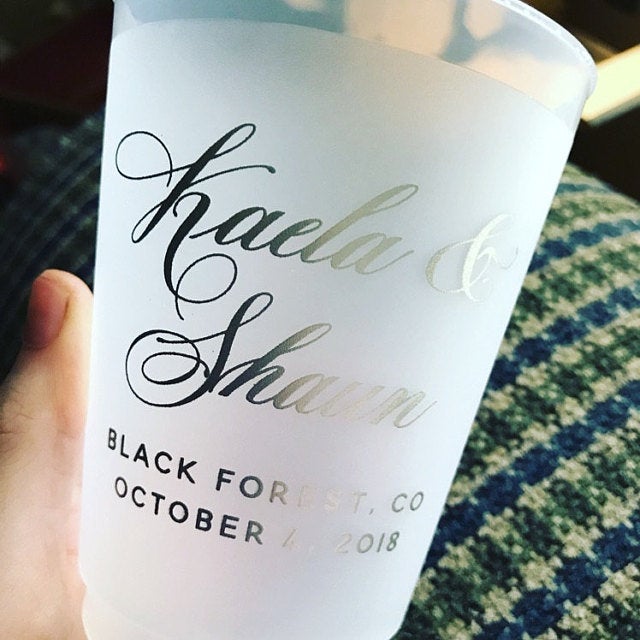 Kaela &
Shaun
BLACK FOREST, CO
OCTOBER 4, 2018